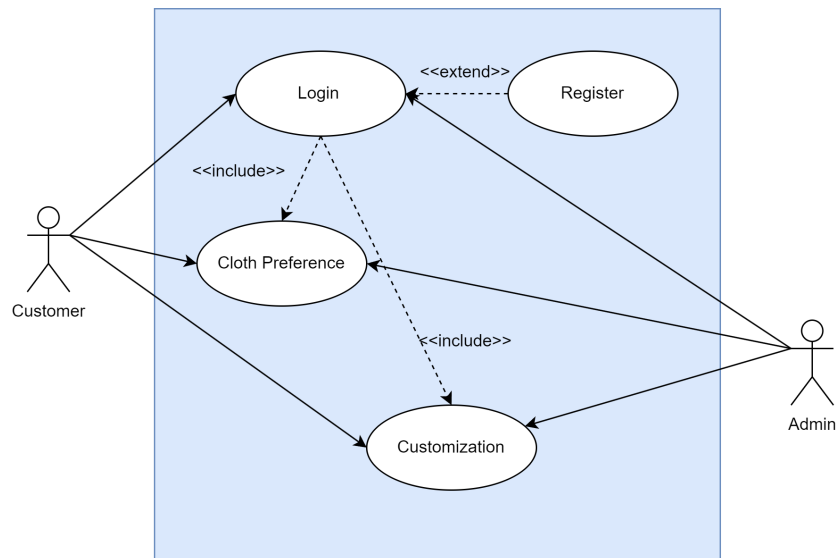 <<extend>>
Login
Register
<<include>>
Cloth Preference
Customer
<<include>>
Admin
Customization